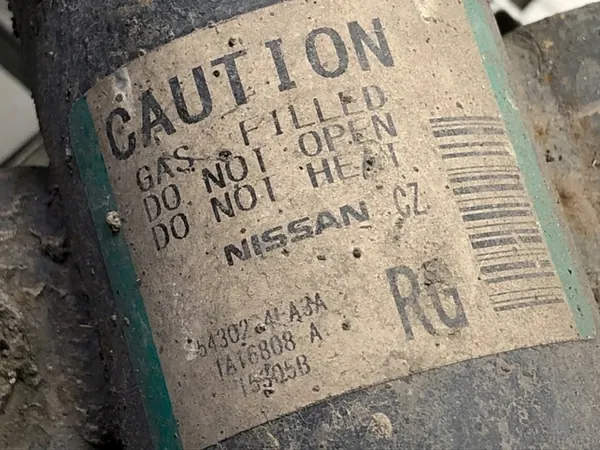 CAUTION
GAS FILLED
DO NOT OPEN
DO NOT HEAT
NISSAN CZ
RG
1A16808 A